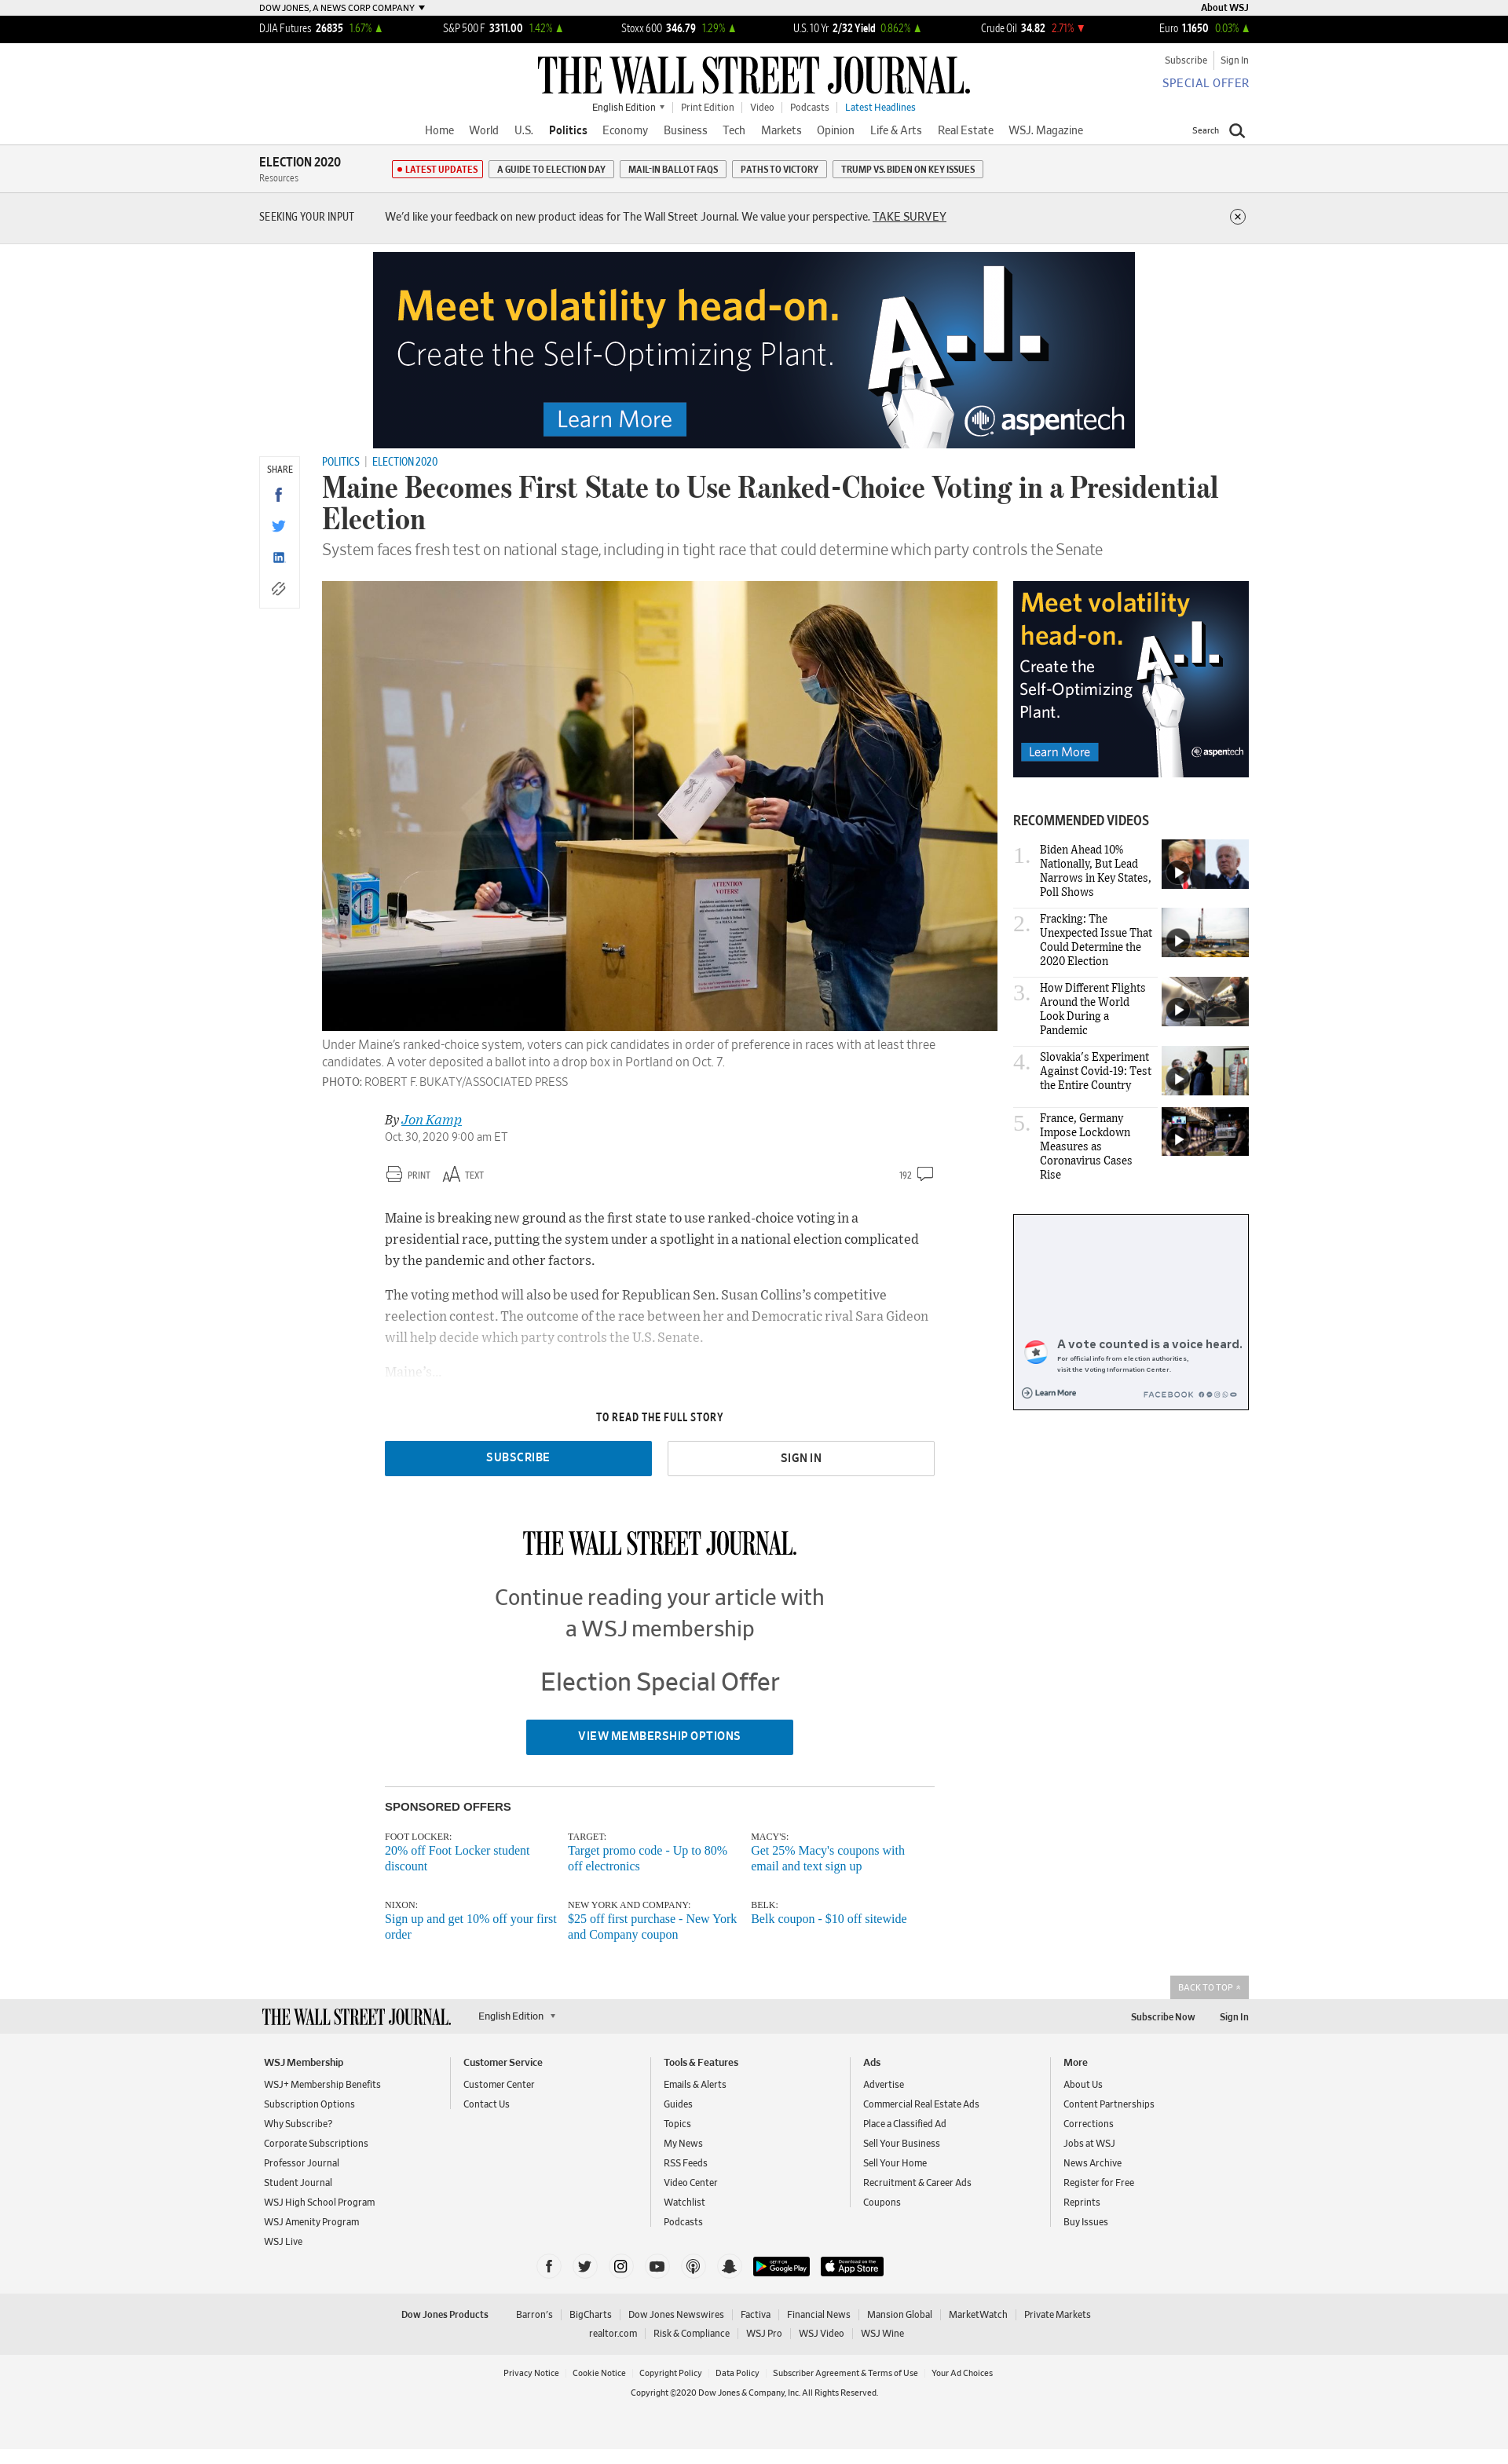 DOW JONES, A NEWS CORP COMPANY
About WSJ
DJIA Futures 26835 1.67%
S&P 500 F 3311.00 1.42%
Stoxx 600 346.79 1.29%
U.S. 10 Yr 2/32 Yield 0.862%
Crude Oil 34.82 2.71%
Euro 1.1650 0.03%
THE WALL STREET JOURNAL.
Subscribe
Sign In
SPECIAL OFFER
English Edition
Print Edition
Video
Podcasts
Latest Headlines
Home
World
U.S.
Politics
Economy
Business
Tech
Markets
Opinion
Life & Arts
Real Estate
WSJ. Magazine
Search
ELECTION 2020
Resources
LATEST UPDATES
A GUIDE TO ELECTION DAY
MAIL-IN BALLOT FAQS
PATHS TO VICTORY
TRUMP VS. BIDEN ON KEY ISSUES
SEEKING YOUR INPUT
We'd like your feedback on new product ideas for The Wall Street Journal. We value your perspective. TAKE SURVEY
Meet volatility head-on.
Create the Self-Optimizing Plant.
Learn More
A.I.
aspentech
SHARE
POLITICS
ELECTION 2020
Maine Becomes First State to Use Ranked-Choice Voting in a Presidential
Election
System faces fresh test on national stage, including in tight race that could determine which party controls the Senate
ATTENTION
VOTERS!
Under Maine's ranked-choice system, voters can pick candidates in order of preference in races with at least three
candidates. A voter deposited a ballot into a drop box in Portland on Oct. 7.
PHOTO: ROBERT F. BUKATY/ASSOCIATED PRESS
By Jon Kamp
Oct. 30, 2020 9:00 am ET
PRINT
AA TEXT
192
Maine is breaking new ground as the first state to use ranked-choice voting in a
presidential race, putting the system under a spotlight in a national election complicated
by the pandemic and other factors.
The voting method will also be used for Republican Sen. Susan Collins's competitive
reelection contest. The outcome of the race between her and Democratic rival Sara Gideon
will help decide which party controls the U.S. Senate.
Maine's...
TO READ THE FULL STORY
SUBSCRIBE
SIGN IN
THE WALL STREET JOURNAL.
Continue reading your article with
a WSJ membership
Election Special Offer
VIEW MEMBERSHIP OPTIONS
Meet volatility
head-on.
Create the
Self-Optimizing
Plant.
A.I.
Learn More
aspentech
RECOMMENDED VIDEOS
1.
Biden Ahead 10%
Nationally, But Lead
Narrows in Key States,
Poll Shows
2.
Fracking: The
Unexpected Issue That
Could Determine the
2020 Election
3.
How Different Flights
Around the World
Look During a
Pandemic
4.
Slovakia's Experiment
Against Covid-19: Test
the Entire Country
5.
France, Germany
Impose Lockdown
Measures as
Coronavirus Cases
Rise
A vote counted is a voice heard.
For official info from election authorities,
visit the Voting Information Center.
Learn More
FACEBOOK
SPONSORED OFFERS
FOOT LOCKER:
20% off Foot Locker student
discount
TARGET:
Target promo code - Up to 80%
off electronics
MACY'S:
Get 25% Macy's coupons with
email and text sign up
NIXON:
Sign up and get 10% off your first
order
NEW YORK AND COMPANY:
$25 off first purchase - New York
and Company coupon
BELK:
Belk coupon - $10 off sitewide
BACK TO TOP
THE WALL STREET JOURNAL.
English Edition
Subscribe Now
Sign In
WSJ Membership
WSJ+ Membership Benefits
Subscription Options
Why Subscribe?
Corporate Subscriptions
Professor Journal
Student Journal
WSJ High School Program
WSJ Amenity Program
WSJ Live
Customer Service
Customer Center
Contact Us
Tools & Features
Emails & Alerts
Guides
Topics
My News
RSS Feeds
Video Center
Watchlist
Podcasts
Ads
Advertise
Commercial Real Estate Ads
Place a Classified Ad
Sell Your Business
Sell Your Home
Recruitment & Career Ads
Coupons
More
About Us
Content Partnerships
Corrections
Jobs at WSJ
News Archive
Register for Free
Reprints
Buy Issues
GET IT ON
Google Play
Download on the
App Store
Dow Jones Products
Barron's
BigCharts
Dow Jones Newswires
Factiva
Financial News
Mansion Global
MarketWatch
Private Markets
realtor.com
Risk & Compliance
WSJ Pro
WSJ Video
WSJ Wine
Privacy Notice
Cookie Notice
Copyright Policy
Data Policy
Subscriber Agreement & Terms of Use
Your Ad Choices
Copyright ©2020 Dow Jones & Company, Inc. All Rights Reserved.